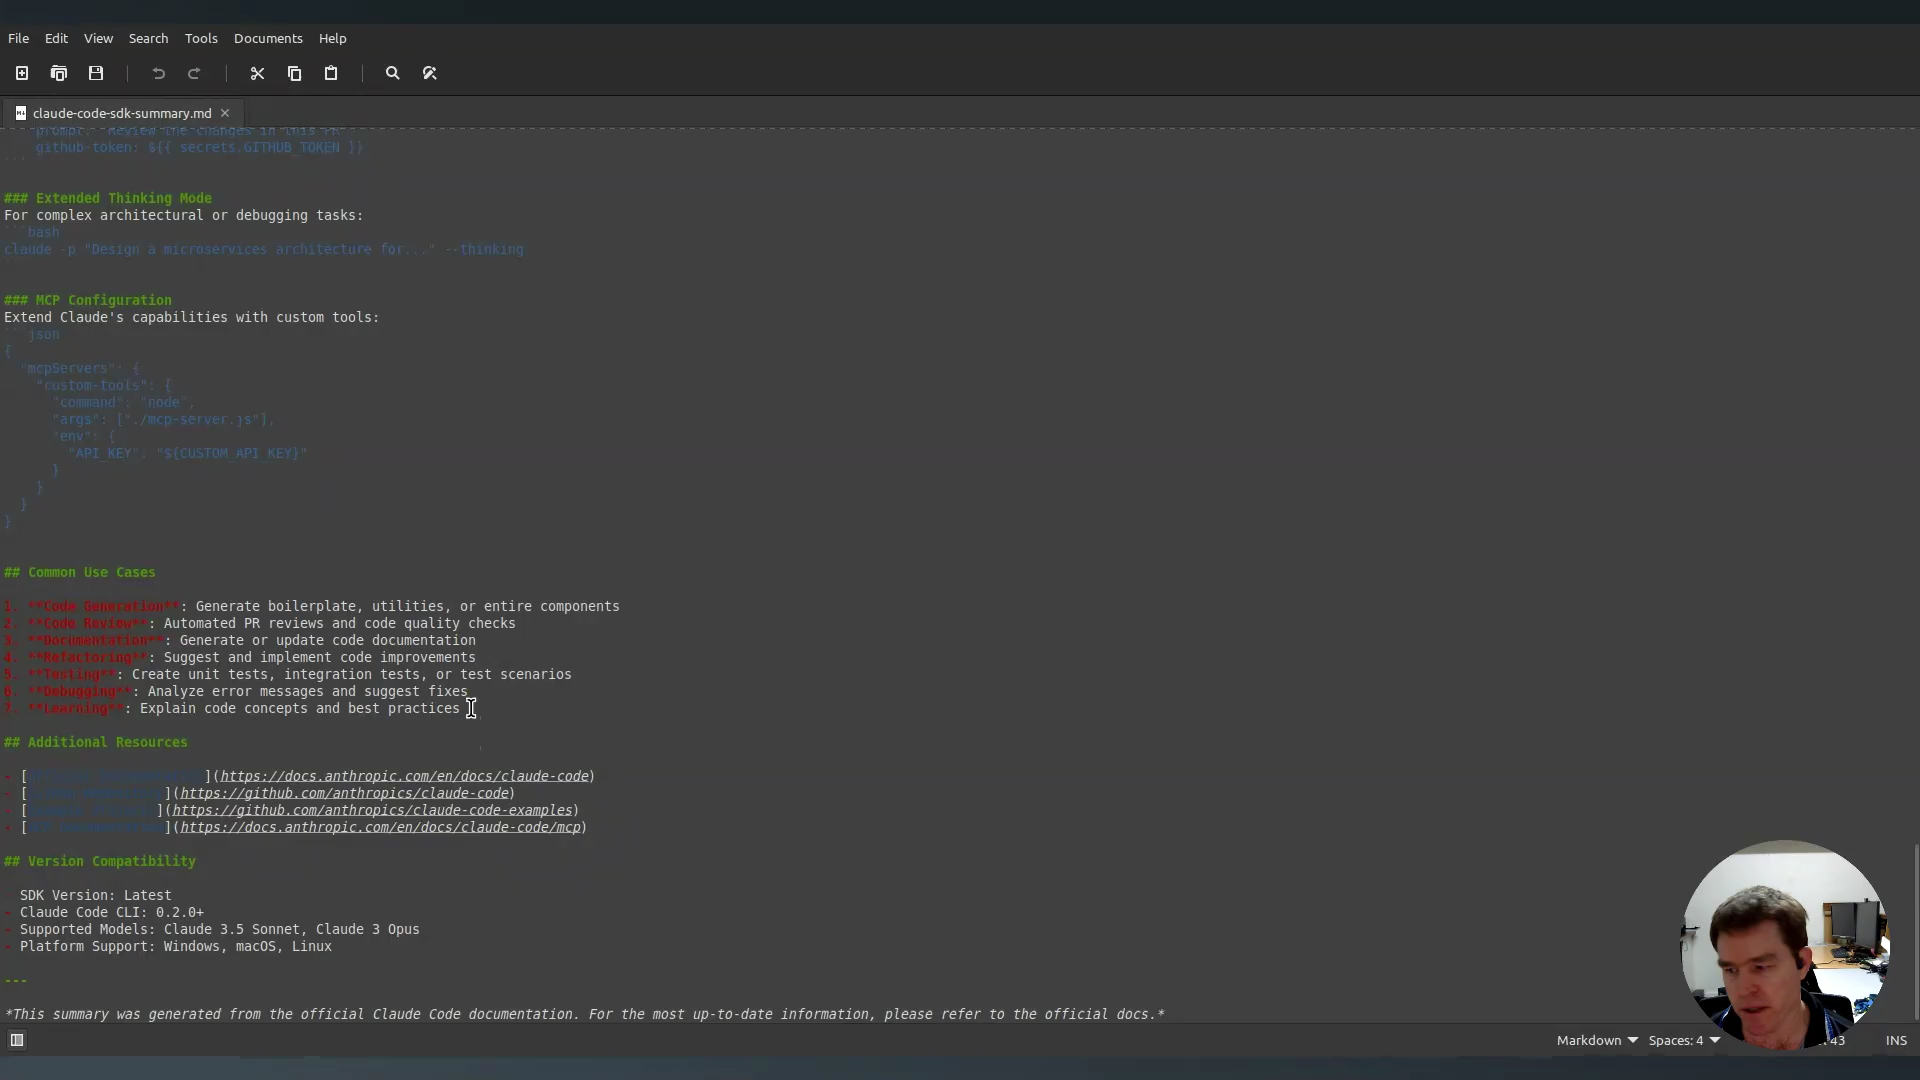 File Edit View Search Tools Documents Help
claude-code-sdk-summary.md
prompt: "Review the changes in this PR"
github-token: ${{ secrets.GITHUB_TOKEN }}
```
### Extended Thinking Mode
For complex architectural or debugging tasks:
```bash
claude -p "Design a microservices architecture for..." --thinking
### MCP Configuration
Extend Claude's capabilities with custom tools:
```json
{
"mcpServers": {
"custom-tools": {
"command": "node",
"args": ["./mcp-server.js"],
"env": {
"API_KEY": "${CUSTOM_API_KEY}"
}
}
}
}
## Common Use Cases
1. **Code Generation**: Generate boilerplate, utilities, or entire components
2. **Code Review**: Automated PR reviews and code quality checks
3. **Documentation**: Generate or update code documentation
4. **Refactoring**: Suggest and implement code improvements
5. **Testing**: Create unit tests, integration tests, or test scenarios
6. **Debugging**: Analyze error messages and suggest fixes
7. **Learning**: Explain code concepts and best practices
## Additional Resources
- [](https://docs.anthropic.com/en/docs/claude-code)
- [](https://github.com/anthropics/claude-code)
- [](https://github.com/anthropics/claude-code-examples)
- [](https://docs.anthropic.com/en/docs/claude-code/mcp)
## Version Compatibility
SDK Version: Latest
- Claude Code CLI: 0.2.0+
- Supported Models: Claude 3.5 Sonnet, Claude 3 Opus
- Platform Support: Windows, macOS, Linux
---
*This summary was generated from the official Claude Code documentation. For the most up-to-date information, please refer to the official docs.*
Markdown Spaces: 4 43 INS